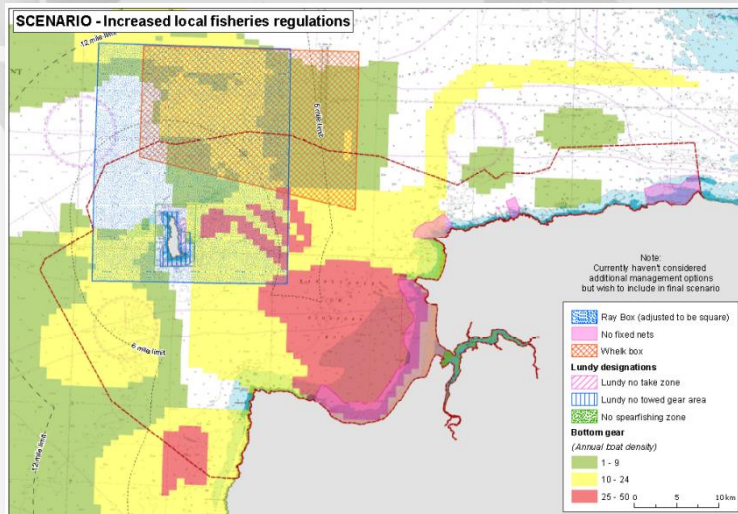 SCENARIO - Increased local fisheries regulations
12 mile limit
6 mile limit
6 mile limit
12 mile limit
Note:
Currently haven't considered
additional management options
but wish to include in final scenario
Ray Box (adjusted to be square)
No fixed nets
Whelk box
Lundy designations
Lundy no take zone
Lundy no towed gear area
No spearfishing zone
Bottom gear
(Annual boat density)
1 - 9
10 - 24
25 - 50
0 5 10 km